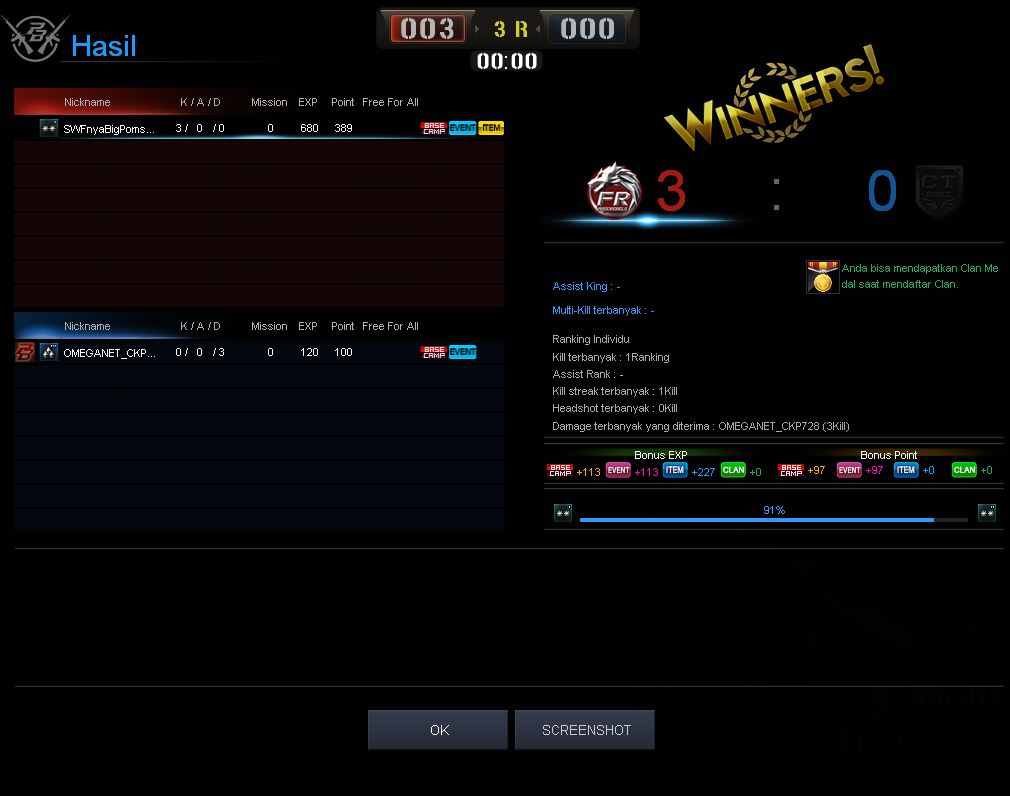 Hasil
003 3 R 000
00:00
Nickname K / A / D Mission EXP Point Free For All
SWFnyaBigPoms... 3 / 0 / 0 0 680 389 BASE CAMP EVENT ITEM
Nickname K / A / D Mission EXP Point Free For All
OMEGANET_CKP... 0 / 0 / 3 0 120 100 BASE CAMP EVENT
WINNERS!
FR 3 : 0 CT FORCE
Anda bisa mendapatkan Clan Me
dal saat mendaftar Clan.
Assist King : -
Multi-Kill terbanyak : -
Ranking Individu
Kill terbanyak : 1Ranking
Assist Rank : -
Kill streak terbanyak : 1Kill
Headshot terbanyak : 0Kill
Damage terbanyak yang diterima : OMEGANET_CKP728 (3Kill)
Bonus EXP Bonus Point
BASE CAMP +113 EVENT +113 ITEM +227 CLAN +0 BASE CAMP +97 EVENT +97 ITEM +0 CLAN +0
91%
OK SCREENSHOT